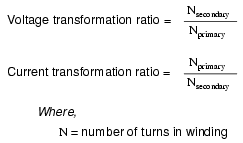 Voltage transformation ratio = Nsecondary
Nprimary
Current transformation ratio = Nprimary
Nsecondary
Where,
N = number of turns in winding